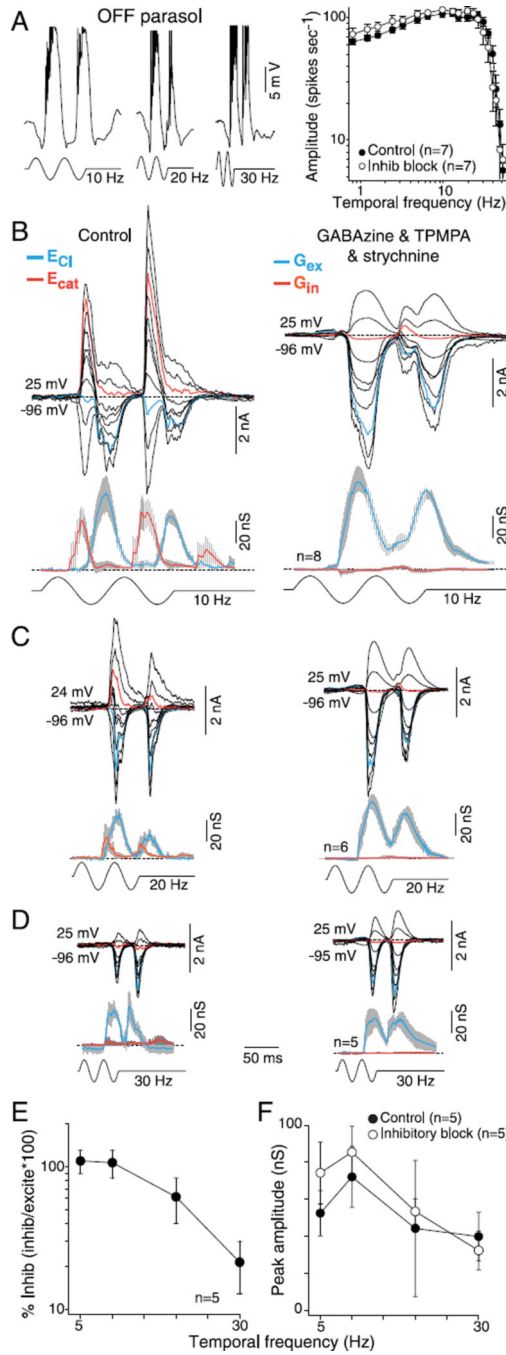 A
OFF parasol
5 mV
10 Hz
20 Hz
30 Hz
Amplitude (spikes sec⁻¹)
100
10
Control (n=7)
Inhib block (n=7)
1
10
Temporal frequency (Hz)
B
Control
GABAzine & TPMPA
& strychnine
E_Cl
E_cat
G_ex
G_in
25 mV
-96 mV
2 nA
20 nS
10 Hz
25 mV
-96 mV
2 nA
20 nS
n=8
10 Hz
C
24 mV
-96 mV
2 nA
20 nS
20 Hz
25 mV
-96 mV
2 nA
20 nS
n=6
20 Hz
D
25 mV
-96 mV
2 nA
20 nS
30 Hz
50 ms
25 mV
-95 mV
2 nA
20 nS
n=5
30 Hz
E
% Inhib (inhib/excite*100)
100
10
n=5
5
30
F
Control (n=5)
Inhibitory block (n=5)
Peak amplitude (nS)
100
0
5
30
Temporal frequency (Hz)